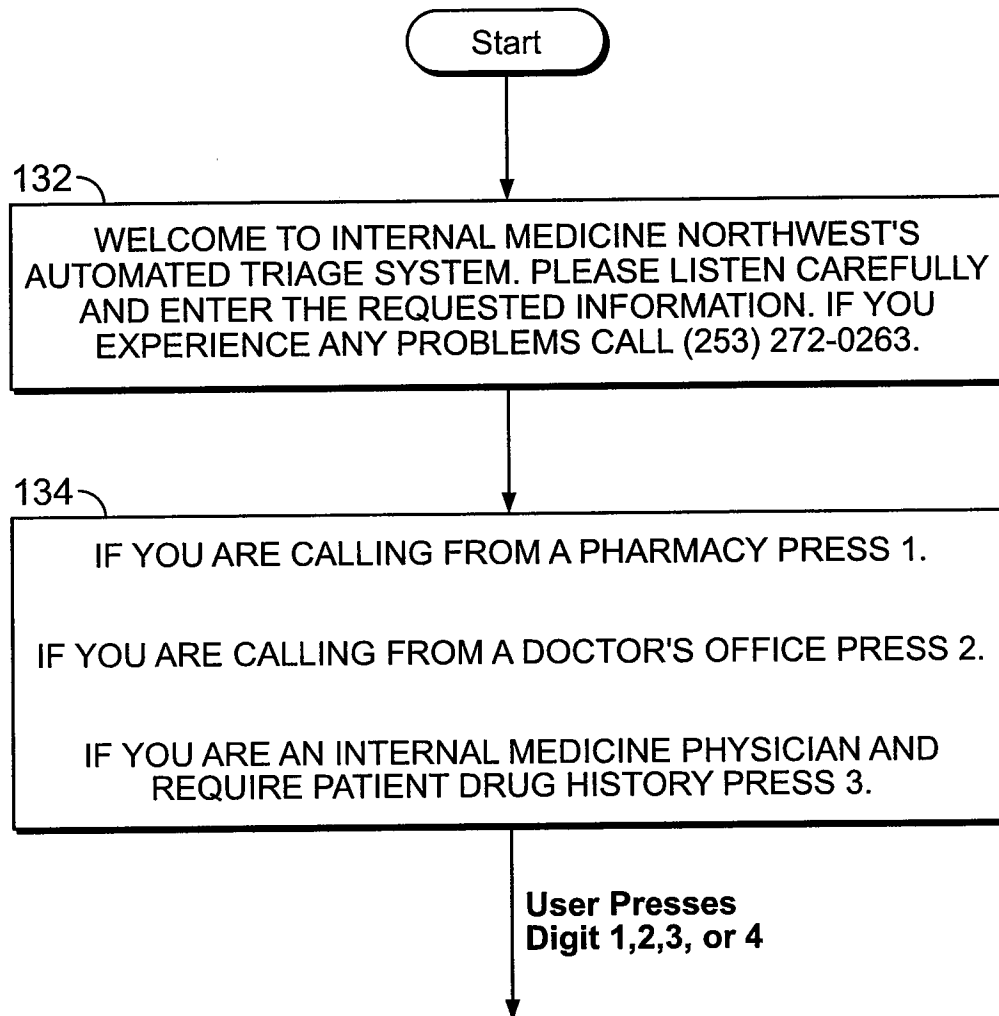 Start
132
WELCOME TO INTERNAL MEDICINE NORTHWEST'S
AUTOMATED TRIAGE SYSTEM. PLEASE LISTEN CAREFULLY
AND ENTER THE REQUESTED INFORMATION. IF YOU
EXPERIENCE ANY PROBLEMS CALL (253) 272-0263.
134
IF YOU ARE CALLING FROM A PHARMACY PRESS 1.
IF YOU ARE CALLING FROM A DOCTOR'S OFFICE PRESS 2.
IF YOU ARE AN INTERNAL MEDICINE PHYSICIAN AND
REQUIRE PATIENT DRUG HISTORY PRESS 3.
User Presses
Digit 1,2,3, or 4